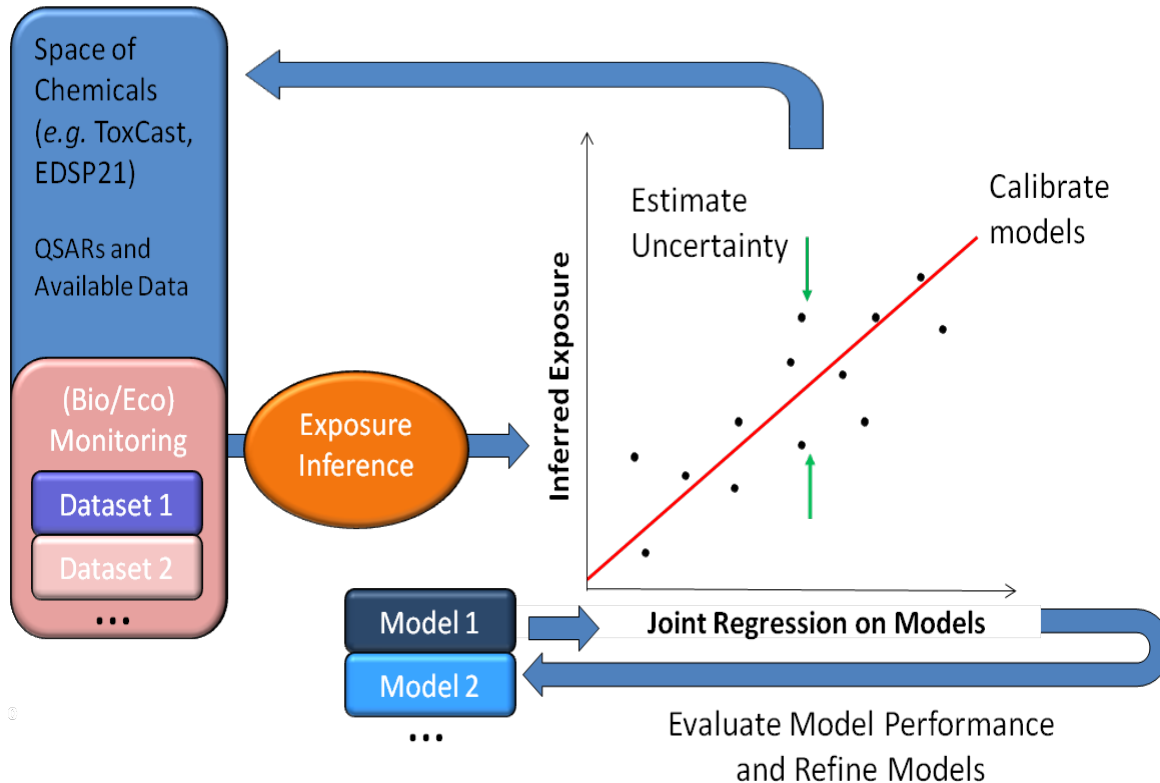 Space of
Chemicals
(e.g. ToxCast,
EDSP21)
QSARs and
Available Data
(Bio/Eco)
Monitoring
Dataset 1
Dataset 2
...
Exposure
Inference
Estimate
Uncertainty
Calibrate
models
Inferred Exposure
Model 1
Model 2
...
Joint Regression on Models
Evaluate Model Performance
and Refine Models